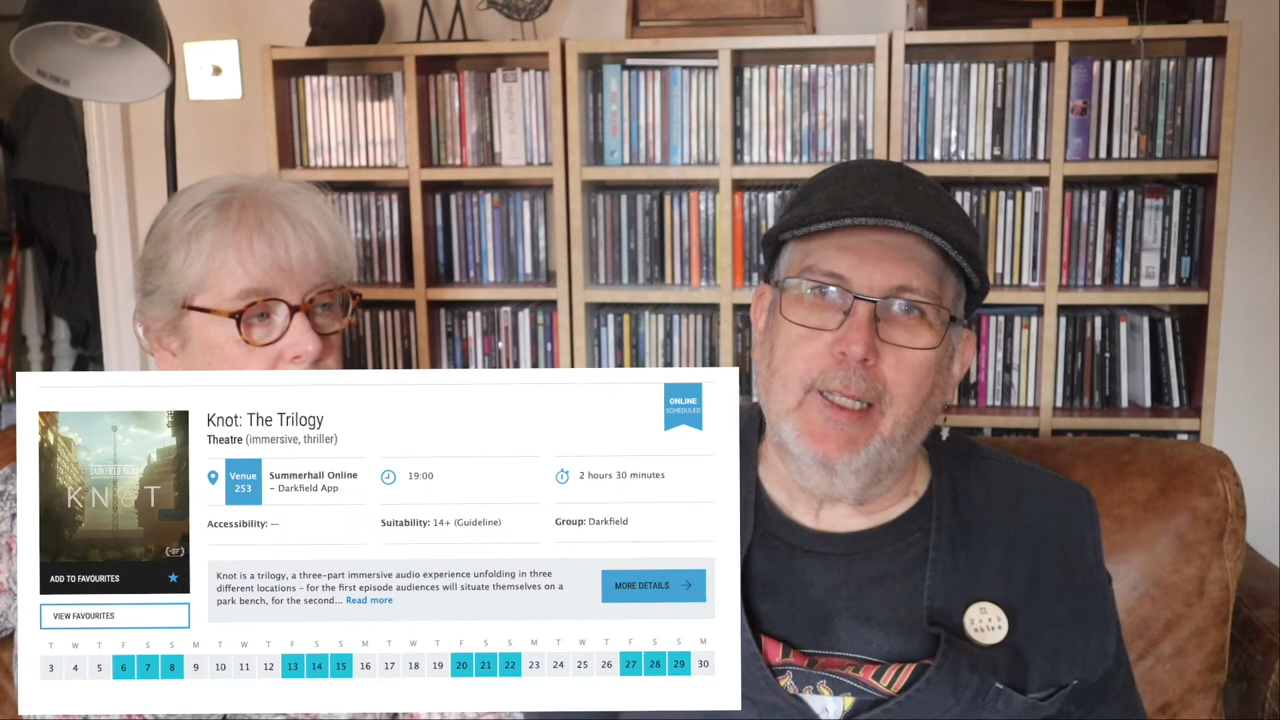 Knot: The Trilogy
Theatre (immersive, thriller)
ONLINE
SCHEDULED
DARKFIELD RADIO
KNOT
Venue
253
Summerhall Online
– Darkfield App
19:00
2 hours 30 minutes
Accessibility: —
Suitability: 14+ (Guideline)
Group: Darkfield
ADD TO FAVOURITES
VIEW FAVOURITES
Knot is a trilogy, a three-part immersive audio experience unfolding in three
different locations – for the first episode audiences will situate themselves on a
park bench, for the second... Read more
MORE DETAILS
T W T F S S M T W T F S S M T W T F S S M T W T F S S M
3 4 5 6 7 8 9 10 11 12 13 14 15 16 17 18 19 20 21 22 23 24 25 26 27 28 29 30